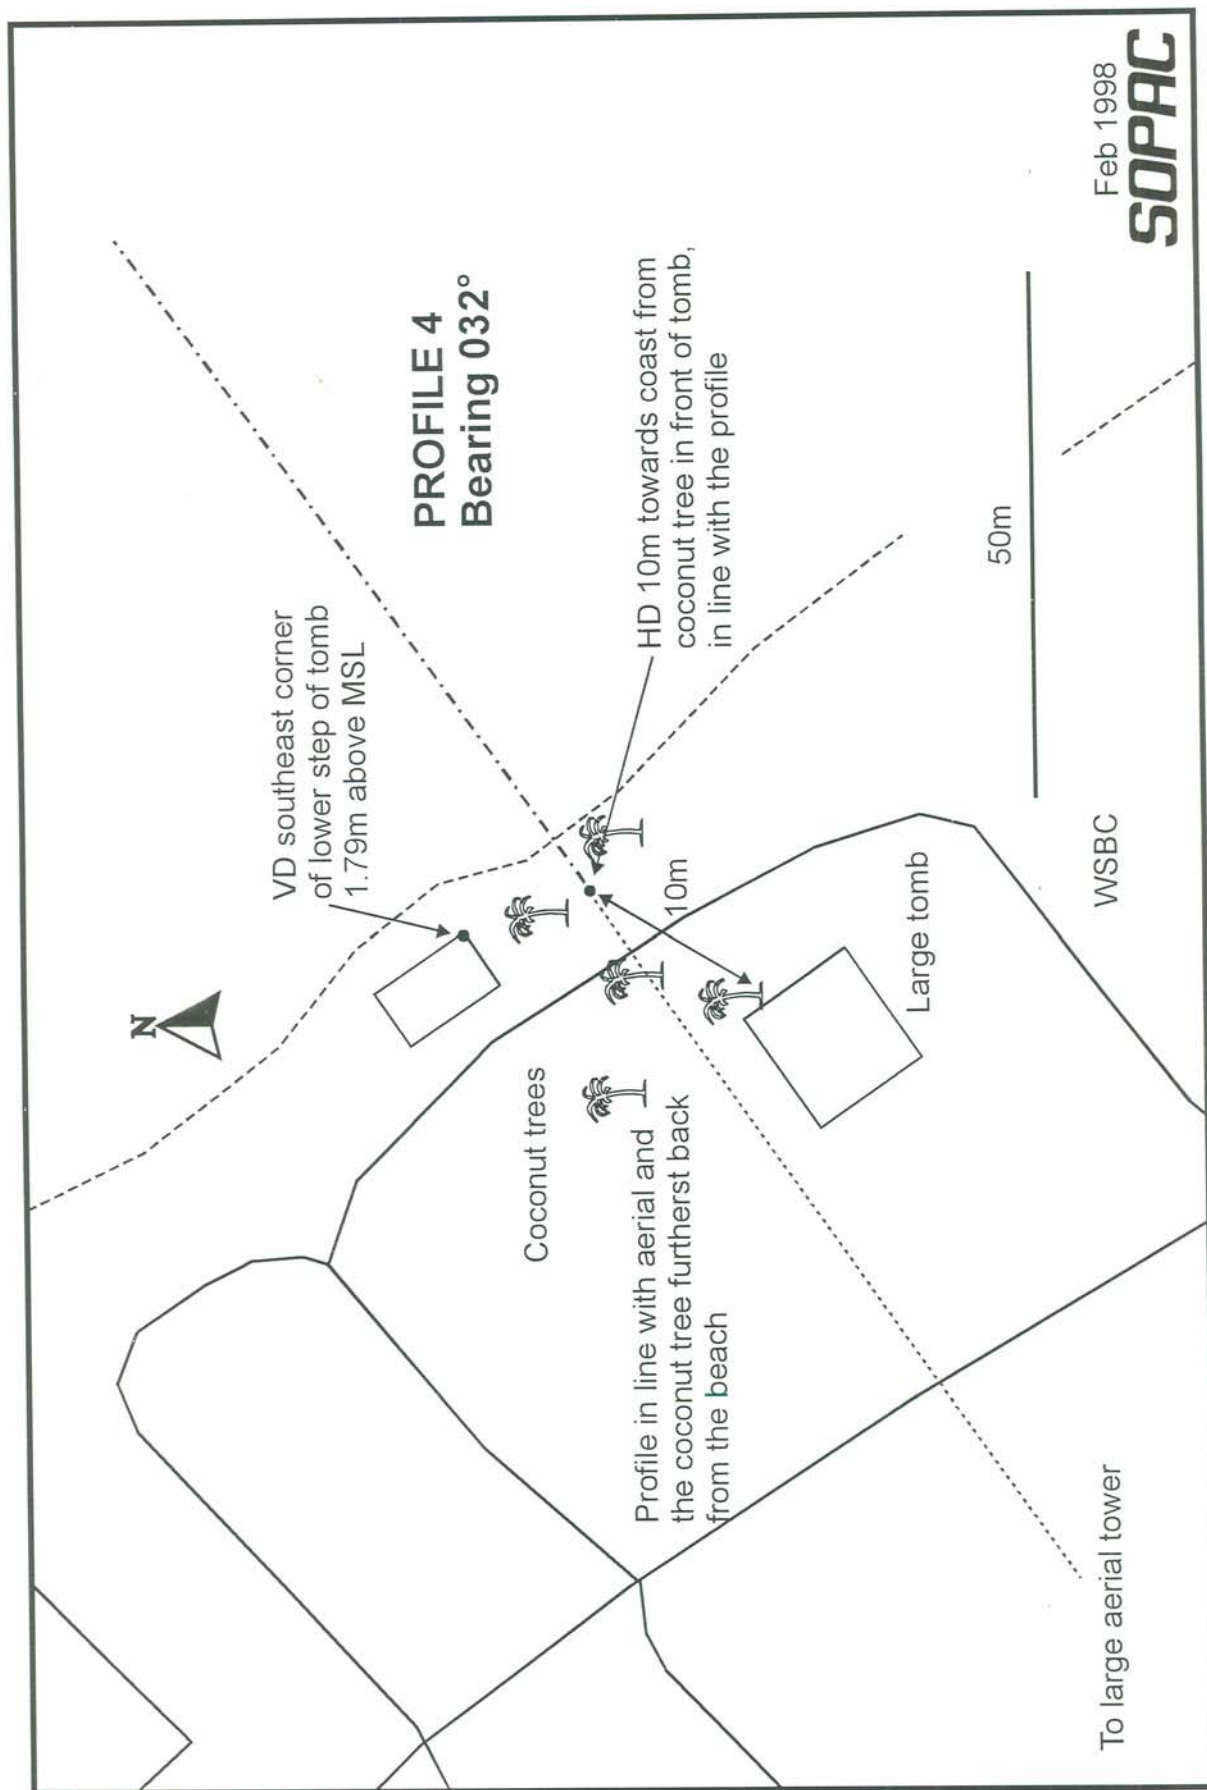 N
VD southeast corner
of lower step of tomb
1.79m above MSL
PROFILE 4
Bearing 032°
Coconut trees
HD 10m towards coast from
coconut tree in front of tomb,
in line with the profile
10m
Profile in line with aerial and
the coconut tree furtherst back
from the beach
Large tomb
50m
WSBC
To large aerial tower
Feb 1998
SOPAC